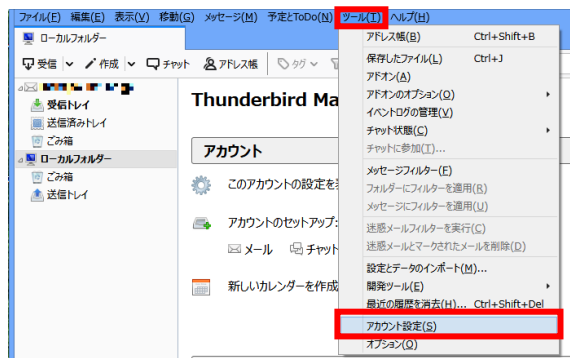 ファイル(F) 編集(E) 表示(V) 移動(G) メッセージ(M) 予定とToDo(N) ツール(T) ヘルプ(H)
ローカルフォルダー
受信 作成 チャット アドレス帳 タグ
受信トレイ
送信済みトレイ
ごみ箱
ローカルフォルダー
ごみ箱
送信トレイ
Thunderbird Ma
アカウント
このアカウントの設定を
アカウントのセットアップ:
メール チャット
新しいカレンダーを作成
アドレス帳(B) Ctrl+Shift+B
保存したファイル(L) Ctrl+J
アドオン(A)
アドオンのオプション(O)
イベントログの管理(V)
チャット状態(C)
チャットに参加(T)...
メッセージフィルター(F)
フォルダーにフィルターを適用(R)
メッセージにフィルターを適用(U)
迷惑メールフィルターを実行(C)
迷惑メールとマークされたメールを削除(D)
設定とデータのインポート(M)...
開発ツール(E)
最近の履歴を消去(H)... Ctrl+Shift+Del
アカウント設定(S)
オプション(O)